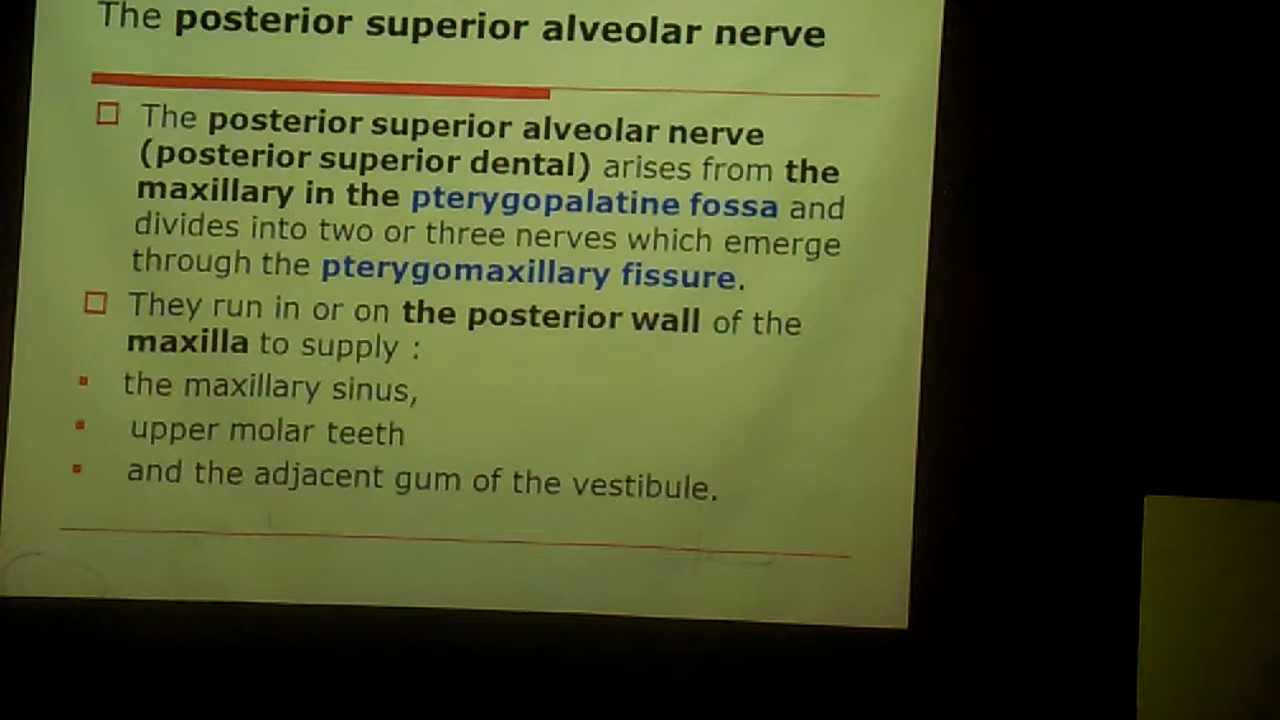 The posterior superior alveolar nerve
The posterior superior alveolar nerve
(posterior superior dental) arises from the
maxillary in the pterygopalatine fossa and
divides into two or three nerves which emerge
through the pterygomaxillary fissure.
They run in or on the posterior wall of the
maxilla to supply :
the maxillary sinus,
upper molar teeth
and the adjacent gum of the vestibule.